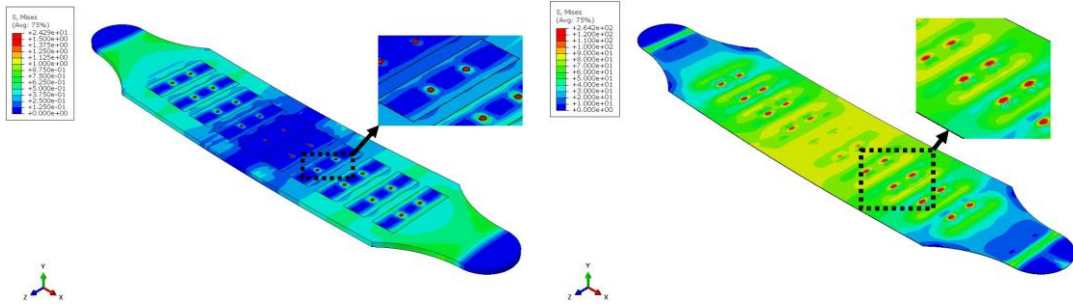 S, Mises
(Avg: 75%)
+2.429e+01
+1.500e+00
+1.375e+00
+1.250e+00
+1.125e+00
+1.000e+00
+8.750e-01
+7.500e-01
+6.250e-01
+5.000e-01
+3.750e-01
+2.500e-01
+1.250e-01
+0.000e+00
Y
Z
X
S, Mises
(Avg: 75%)
+2.642e+02
+1.200e+02
+1.100e+02
+1.000e+02
+9.000e+01
+8.000e+01
+7.000e+01
+6.000e+01
+5.000e+01
+4.000e+01
+3.000e+01
+2.000e+01
+1.000e+01
+0.000e+00
Y
Z
X